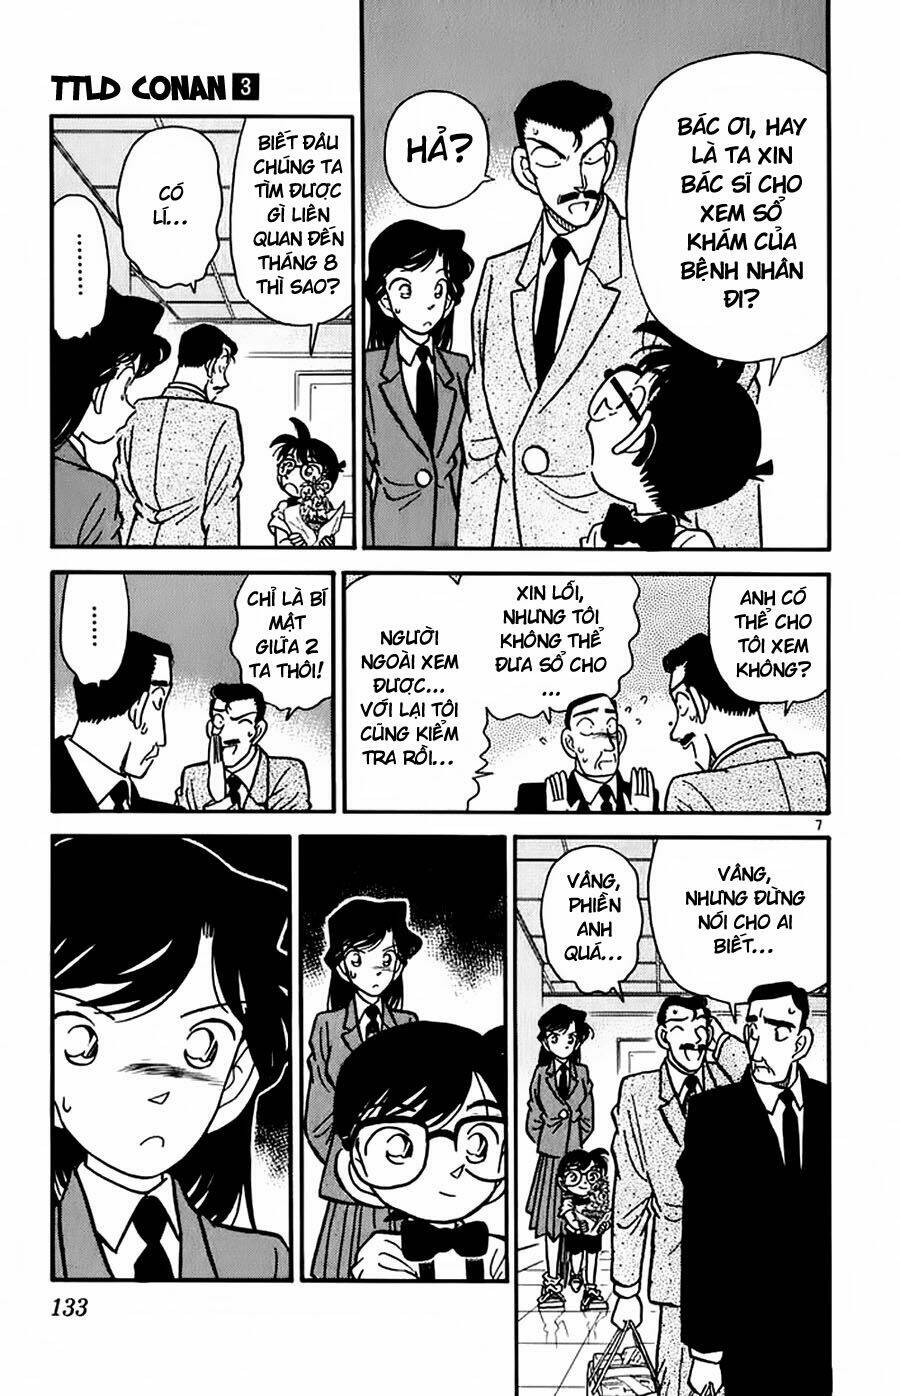 TTLD CONAN 3
BÁC ƠI, HAY
LÀ TA XIN
BÁC SĨ CHO
XEM SỔ
KHÁM CỦA
BỆNH NHÂN
ĐI?
HẢ?
BIẾT ĐÂU
CHÚNG TA
TÌM ĐƯỢC
GÌ LIÊN
QUAN ĐẾN
THÁNG 8
THÌ SAO?
CÓ
LÍ...
.........
ANH CÓ
THỂ CHO
TÔI XEM
KHÔNG?
XIN LỖI,
NHƯNG TÔI
KHÔNG THỂ
ĐƯA SỔ CHO
...
NGƯỜI
NGOÀI XEM
ĐƯỢC...
VỚI LẠI TÔI
CŨNG KIỂM
TRA RỒI...
CHỈ LÀ BÍ
MẬT
GIỮA 2
TA THÔI!
.........
7
VÂNG,
NHƯNG ĐỪNG
NÓI CHO AI
BIẾT...
VÂNG,
PHIỀN
ANH
QUÁ...
133